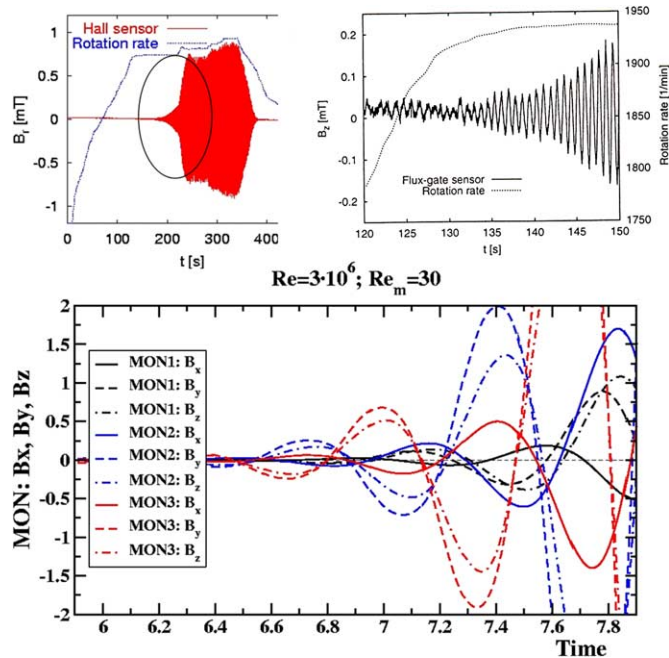 Hall sensor
Rotation rate
1
0.5
0
-0.5
-1
B_r [mT]
0 100 200 300 400
t [s]
0.2
0.1
0
-0.1
-0.2
B_z [mT]
Flux-gate sensor
Rotation rate
1950
1900
1850
1800
1750
Rotation rate [1/min]
120 125 130 135 140 145 150
t [s]
Re=3·10^6; Re_m=30
2
1.5
1
0.5
0
-0.5
-1
-1.5
-2
MON: Bx, By, Bz
MON1: B_x
MON1: B_y
MON1: B_z
MON2: B_x
MON2: B_y
MON2: B_z
MON3: B_x
MON3: B_y
MON3: B_z
6 6.2 6.4 6.6 6.8 7 7.2 7.4 7.6 7.8
Time